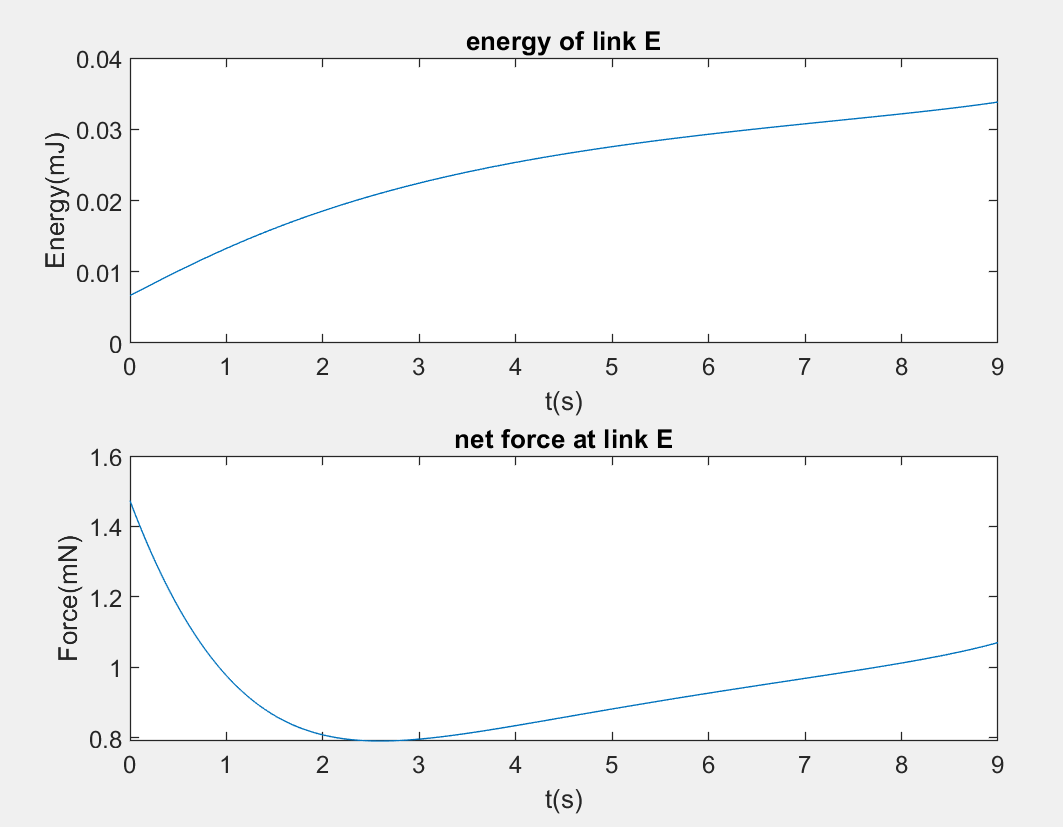 energy of link E
0.04
0.03
0.02
0.01
0
Energy(mJ)
0 1 2 3 4 5 6 7 8 9
t(s)
net force at link E
1.6
1.4
1.2
1
0.8
Force(mN)
0 1 2 3 4 5 6 7 8 9
t(s)